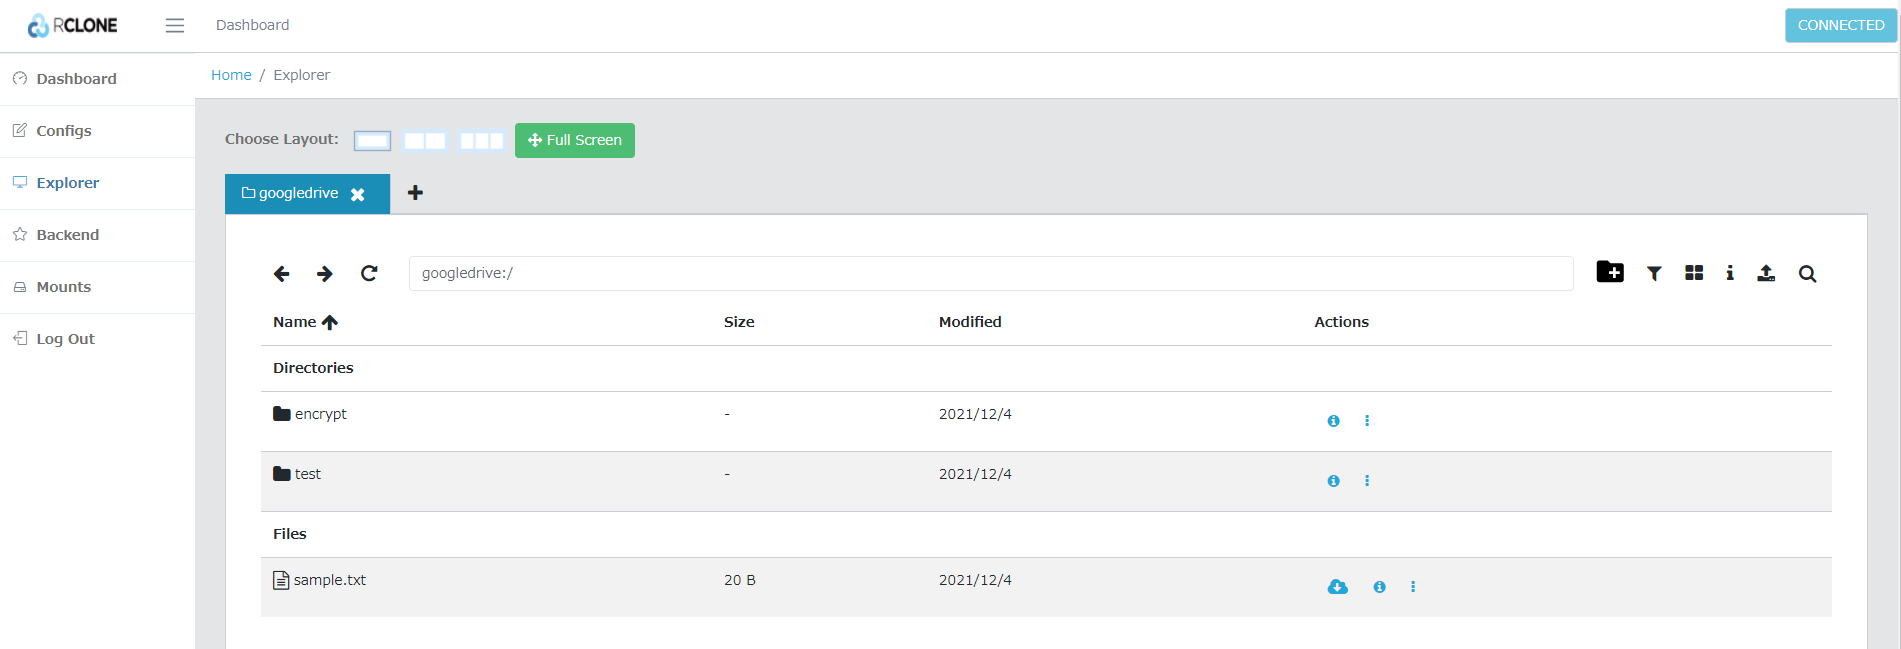 RCLONE Dashboard CONNECTED
Home / Explorer
Dashboard
Configs
Explorer
Backend
Mounts
Log Out
Choose Layout: Full Screen
googledrive
googledrive:/
Name Size Modified Actions
Directories
encrypt - 2021/12/4
test - 2021/12/4
Files
sample.txt 20 B 2021/12/4